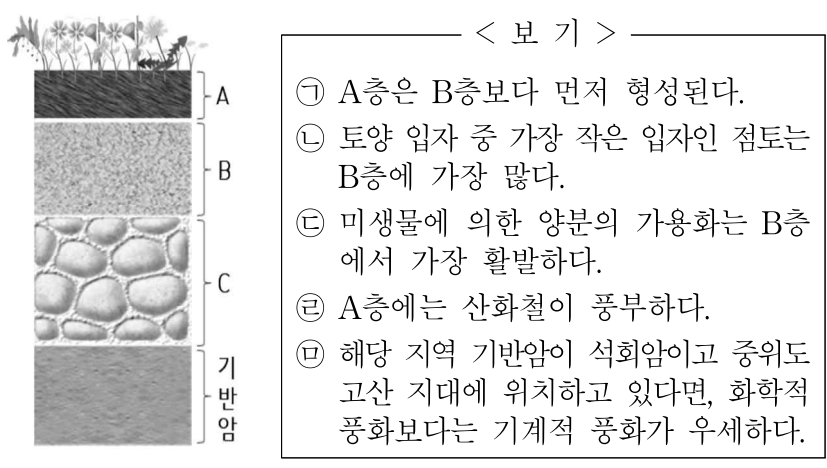 A
B
C
기
반
암
< 보 기 >
㉠ A층은 B층보다 먼저 형성된다.
㉡ 토양 입자 중 가장 작은 입자인 점토는
B층에 가장 많다.
㉢ 미생물에 의한 양분의 가용화는 B층
에서 가장 활발하다.
㉣ A층에는 산화철이 풍부하다.
㉤ 해당 지역 기반암이 석회암이고 중위도
고산 지대에 위치하고 있다면, 화학적
풍화보다는 기계적 풍화가 우세하다.